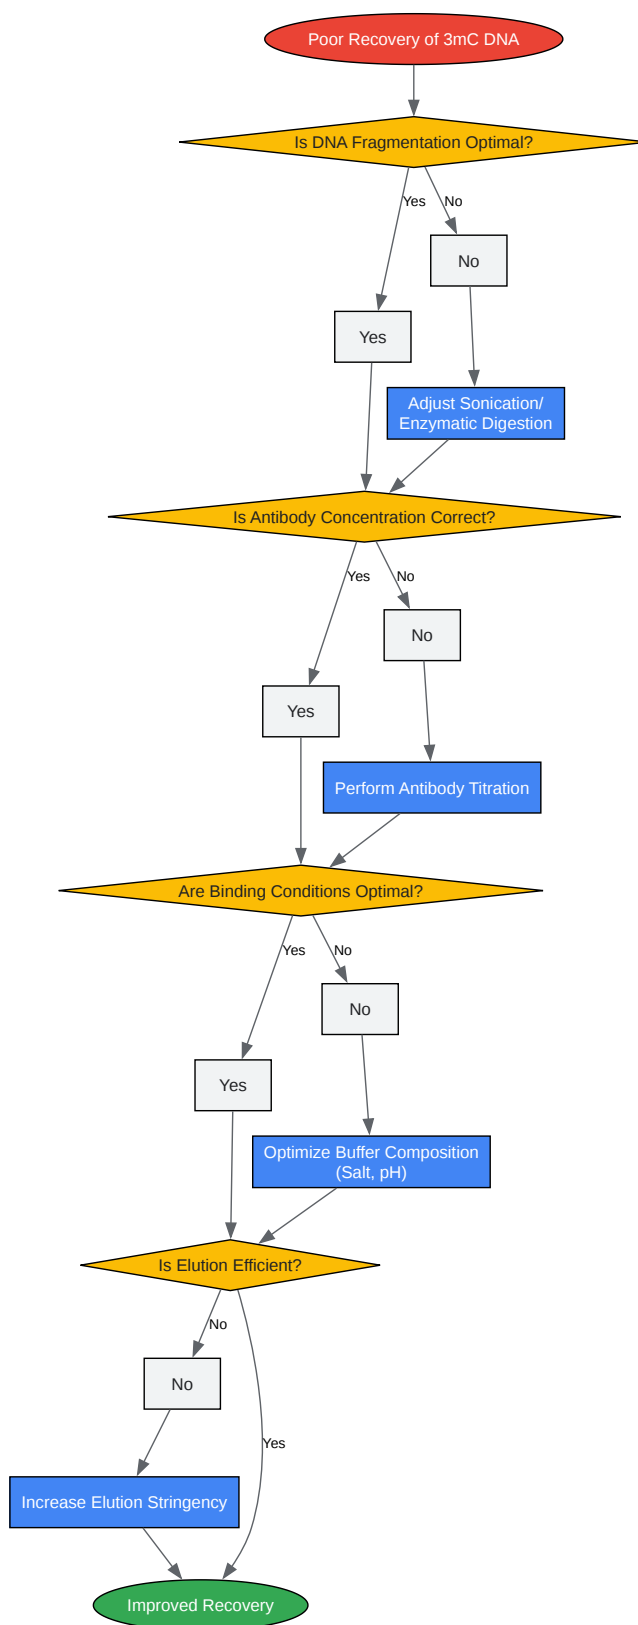 Poor Recovery of 3mC DNA
Is DNA Fragmentation Optimal?
Yes
No
No
Yes
Adjust Sonication/
Enzymatic Digestion
Is Antibody Concentration Correct?
Yes
No
No
Yes
Perform Antibody Titration
Are Binding Conditions Optimal?
Yes
No
No
Yes
Optimize Buffer Composition
(Salt, pH)
Is Elution Efficient?
No
No
Yes
Increase Elution Stringency
Improved Recovery